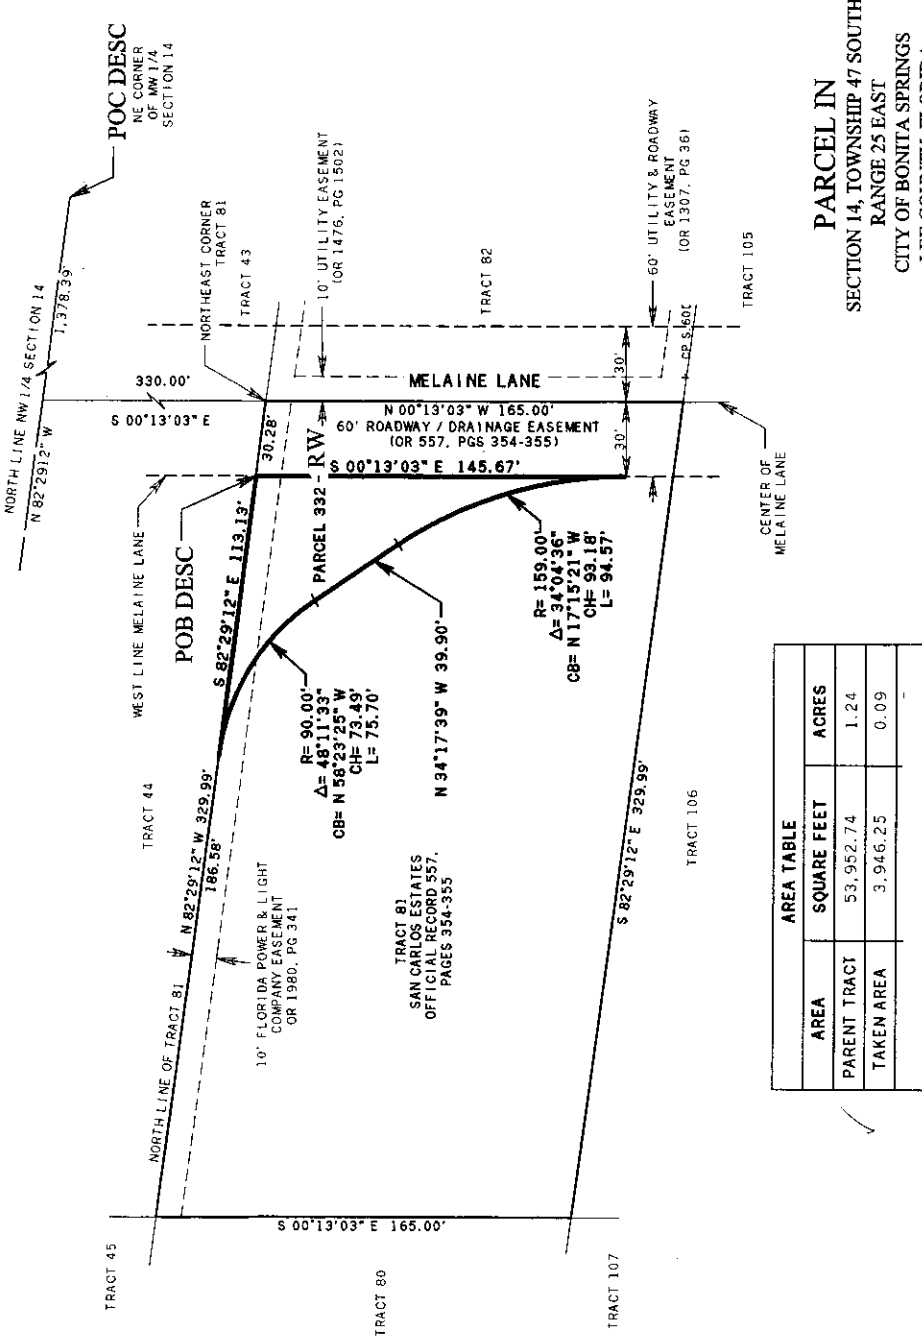 NORTH LINE NW 1/4 SECTION 14
N 82°29'12" W
1,378.39'
POC DESC
NE CORNER
OF NW 1/4
SECTION 14
330.00'
S 00°13'03" E
NORTHEAST CORNER
TRACT 81
TRACT 43
10' UTILITY EASEMENT
(OR 1476, PG 1502)
TRACT 82
60' UTILITY & ROADWAY
EASEMENT
(OR 1307, PG 36)
TRACT 105
MELAINE LANE
N 00°13'03" W 165.00'
60' ROADWAY / DRAINAGE EASEMENT
(OR 557, PGS 354-355)
30'
30'
30.28'
S 00°13'03" E 145.67'
PARCEL 332 - RW
CENTER OF
MELAINE LANE
WEST LINE MELAINE LANE
POB DESC
S 82°29'12" E 113.13'
TRACT 44
N 82°29'12" W 329.99'
186.58'
NORTH LINE OF TRACT 81
R= 90.00'
Δ= 48°11'33"
CB= N 58°23'25" W
CH= 73.49'
L= 75.70'
N 34°17'39" W 39.90'
R= 159.00'
Δ= 34°04'36"
CB= N 17°15'21" W
CH= 93.18'
L= 94.57'
10' FLORIDA POWER & LIGHT
COMPANY EASEMENT
OR 1980, PG 341
TRACT 81
SAN CARLOS ESTATES
OFFICIAL RECORD 557,
PAGES 354-355
S 82°29'12" E 329.99'
TRACT 106
S 00°13'03" E 165.00'
TRACT 45
TRACT 80
TRACT 107
PARCEL IN
SECTION 14, TOWNSHIP 47 SOUTH
RANGE 25 EAST
CITY OF BONITA SPRINGS
AREA TABLE
AREA SQUARE FEET ACRES
PARENT TRACT 53,952.74 1.24
TAKEN AREA 3,946.25 0.09